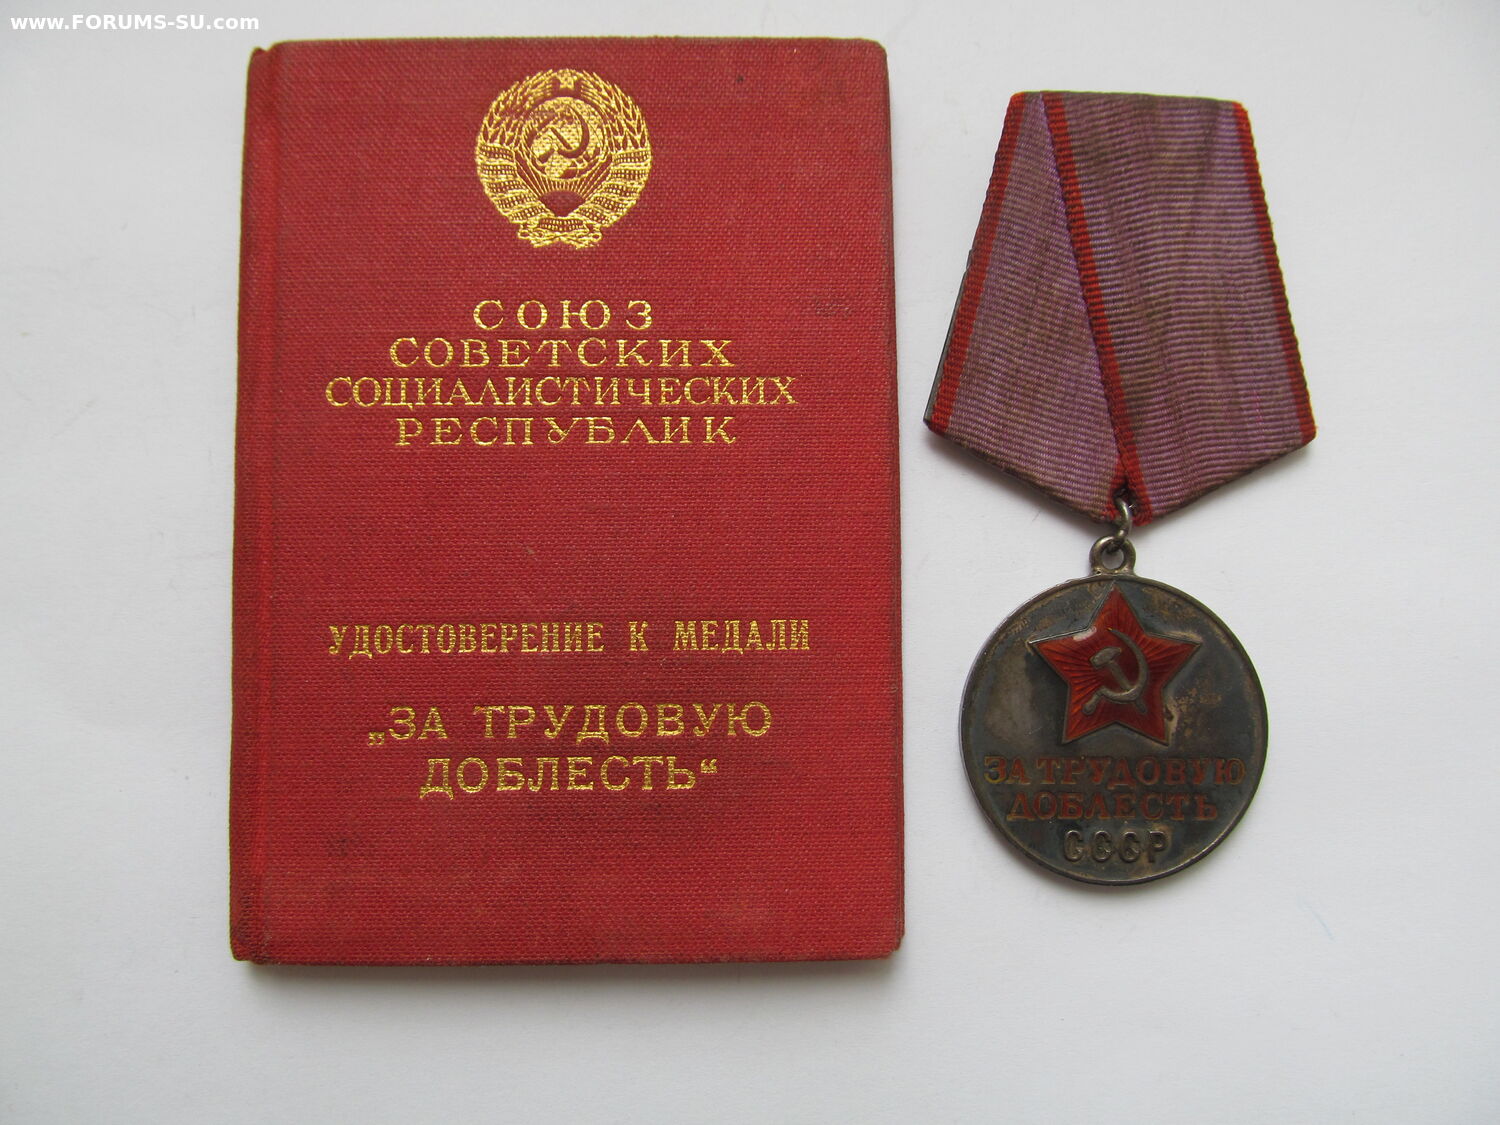 www.FORUMS-SU.com
СОЮЗ
СОВЕТСКИХ
СОЦИАЛИСТИЧЕСКИХ
РЕСПУБЛИК
УДОСТОВЕРЕНИЕ К МЕДАЛИ
„ЗА ТРУДОВУЮ
ДОБЛЕСТЬ“
ЗА ТРУДОВУЮ
ДОБЛЕСТЬ
СССР